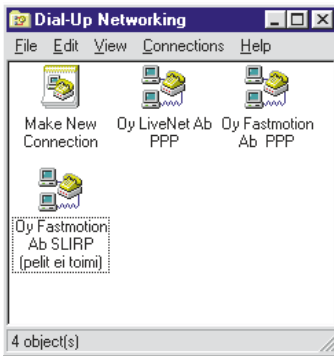 Dial-Up Networking
File Edit View Connections Help
Make New
Connection
Oy LiveNet Ab
PPP
Oy Fastmotion
Ab PPP
Oy Fastmotion
Ab SLIRP
(pelit ei toimi)
4 object(s)